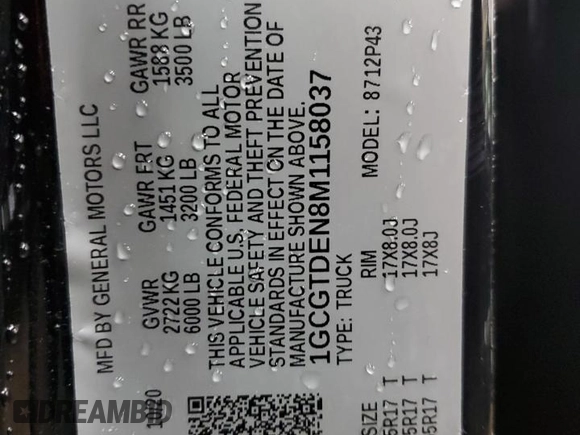 MFD BY GENERAL MOTORS LLC
GVWR GAWR FRT GAWR RR
2722 KG 1451 KG 1588 KG
6000 LB 3200 LB 3500 LB
THIS VEHICLE CONFORMS TO ALL
APPLICABLE U.S. FEDERAL MOTOR
VEHICLE SAFETY AND THEFT PREVENTION
STANDARDS IN EFFECT ON THE DATE OF
MANUFACTURE SHOWN ABOVE.
1GCGTDEN8M1158037
TYPE: TRUCK MODEL: 8712P43
SIZE RIM
5R17 T 17X8.0J
5R17 T 17X8.0J
5R17 T 17X8J
DREAMBID